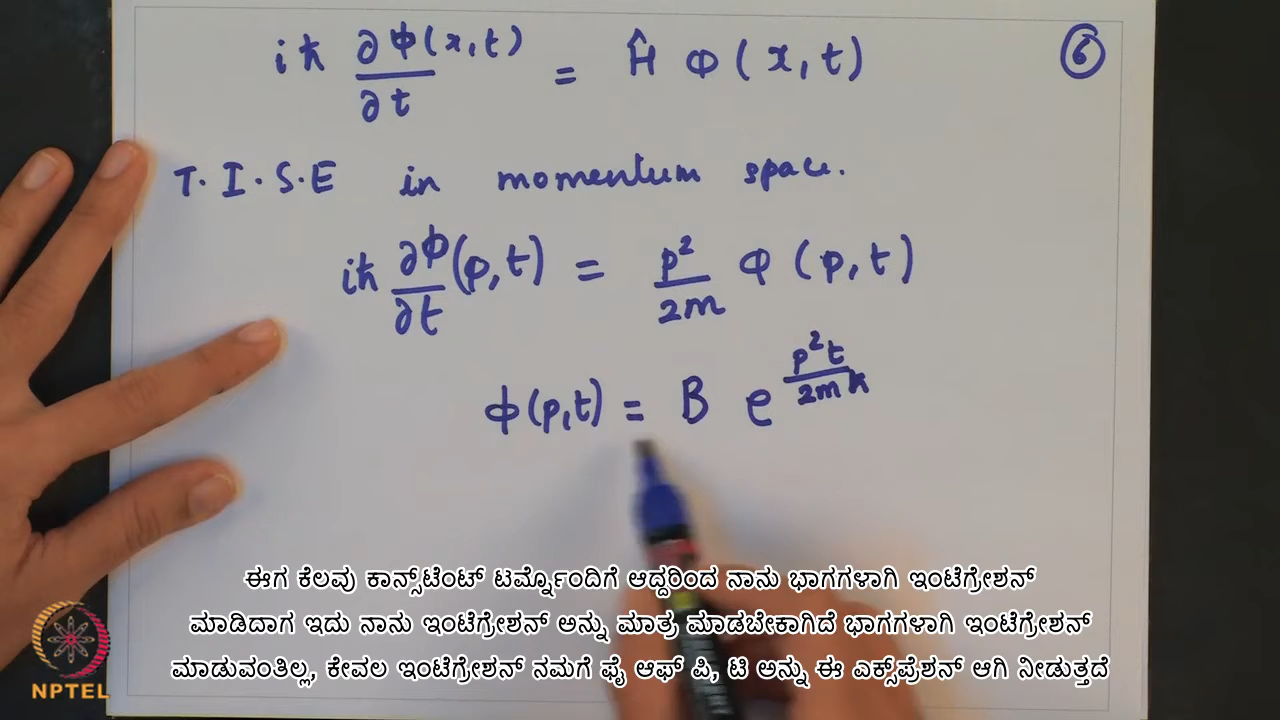 iħ ∂ϕ(x,t)/∂t = Ĥ Φ(x,t)
6
T.I.S.E in momentum space.
iħ ∂ϕ/∂t (p,t) = p²/2m Φ(p,t)
ϕ(p,t) = B e^(p²t/2mħ)
ಈಗ ಕೆಲವು ಕಾನ್ಸ್ಟೆಂಟ್ ಟರ್ಮ್ನೊಂದಿಗೆ ಆದ್ದರಿಂದ ನಾನು ಭಾಗಗಳಾಗಿ ಇಂಟೆಗ್ರೇಶನ್
ಮಾಡಿದಾಗ ಇದು ನಾನು ಇಂಟೆಗ್ರೇಶನ್ ಅನ್ನು ಮಾತ್ರ ಮಾಡಬೇಕಾಗಿದೆ ಭಾಗಗಳಾಗಿ ಇಂಟೆಗ್ರೇಶನ್
ಮಾಡುವಂತಿಲ್ಲ, ಕೇವಲ ಇಂಟೆಗ್ರೇಶನ್ ನಮಗೆ ಫೈ ಆಫ್ ಪಿ, ಟಿ ಅನ್ನು ಈ ಎಕ್ಸ್ಪ್ರೆಶನ್ ಆಗಿ ನೀಡುತ್ತದೆ
NPTEL